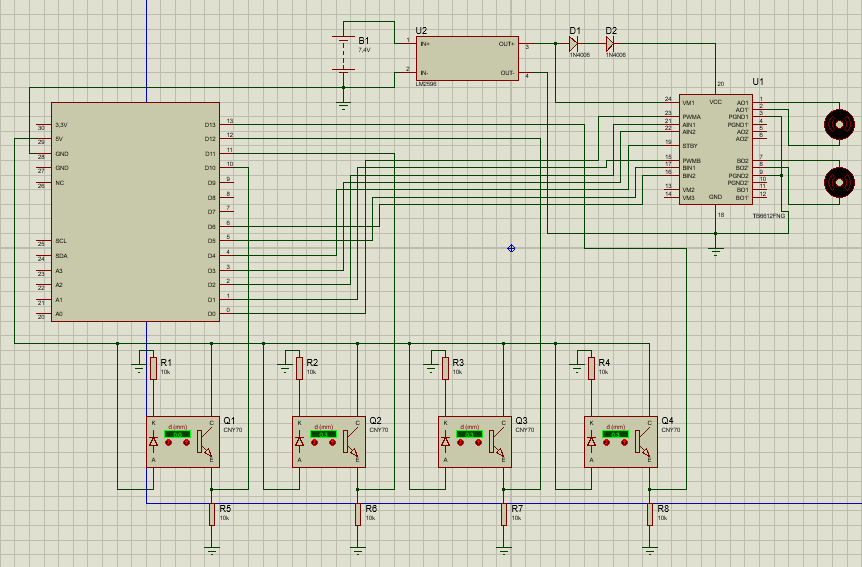 B1
7.4V
U2
1 IN+ OUT+ 3
2 IN- OUT- 4
LM2596
D1
1N4006
D2
1N4006
U1
20
24 VM1 VCC AO1 1
AO1' 2
23 PWMA PGND1 3
21 AIN1 PGND1' 4
22 AIN2 AO2 5
AO2' 6
19 STBY
15 PWMB BO2 7
17 BIN1 BO2' 8
16 BIN2 PGND2 9
PGND2' 10
13 VM2 BO1 11
14 VM3 GND BO1' 12
18
TB6612FNG
30 3,3V D13 13
29 5V D12 12
28 GND D11 11
27 GND D10 10
26 NC D9 9
D8 8
D7 7
D6 6
25 SCL D5 5
24 SDA D4 4
23 A3 D3 3
22 A2 D2 2
21 A1 D1 1
20 A0 D0 0
R1
10k
R2
10k
R3
10k
R4
10k
Q1
CNY70
K C
d (mm)
A E
Q2
CNY70
K C
d (mm)
A E
Q3
CNY70
K C
d (mm)
A E
Q4
CNY70
K C
d (mm)
A E
R5
10k
R6
10k
R7
10k
R8
10k